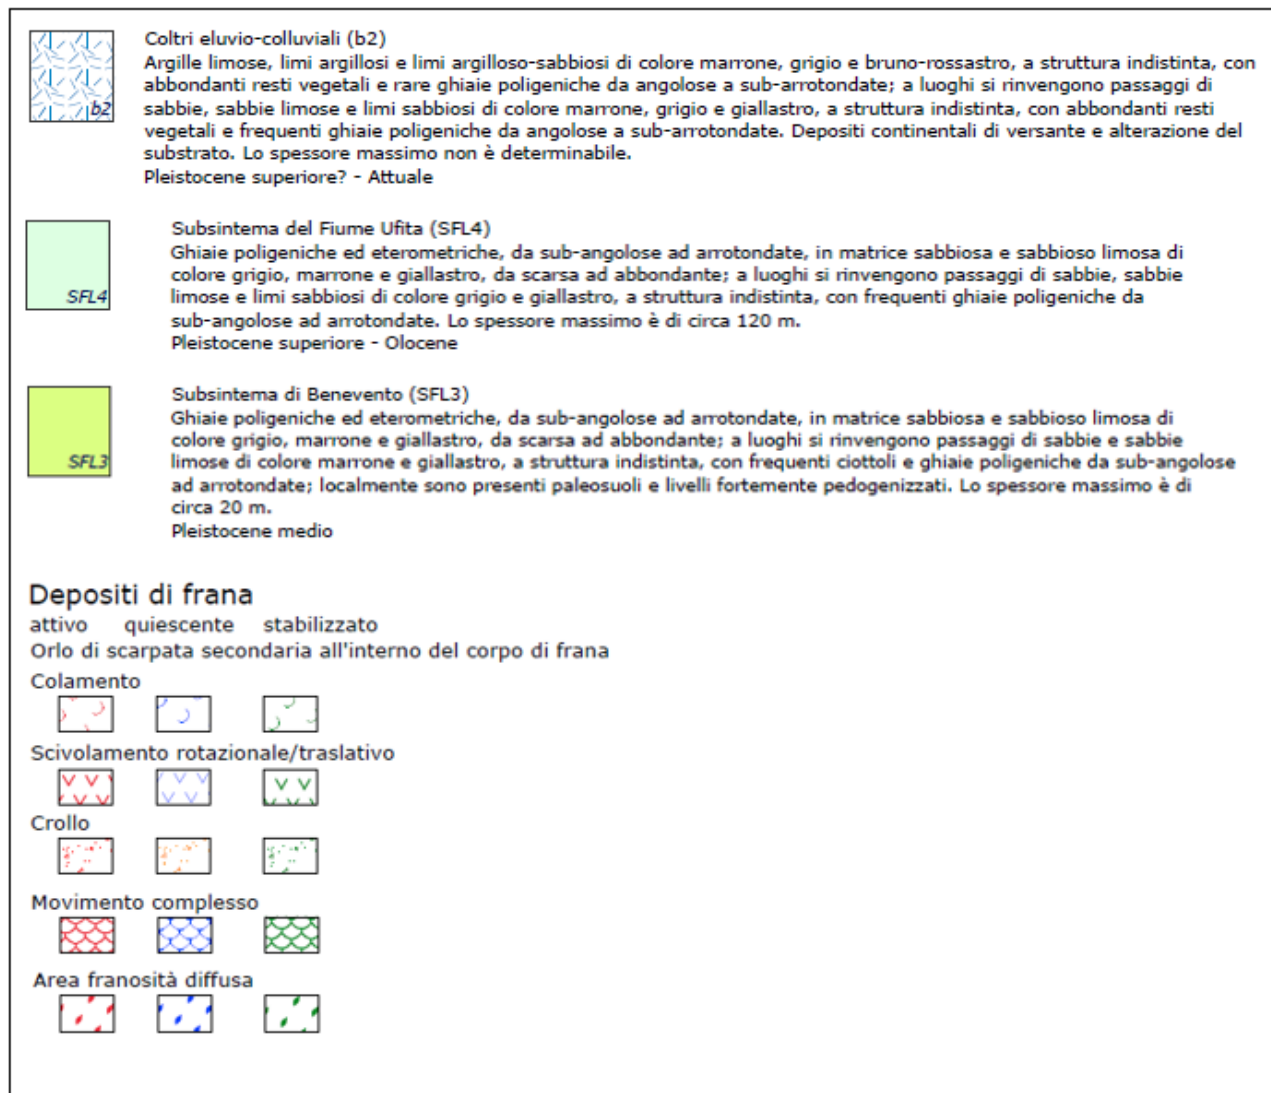 Coltri eluvio-colluviali (b2)
Argille limose, limi argillosi e limi argilloso-sabbiosi di colore marrone, grigio e bruno-rossastro, a struttura indistinta, con
abbondanti resti vegetali e rare ghiaie poligeniche da angolose a sub-arrotondate; a luoghi si rinvengono passaggi di
sabbie, sabbie limose e limi sabbiosi di colore marrone, grigio e giallastro, a struttura indistinta, con abbondanti resti
vegetali e frequenti ghiaie poligeniche da angolose a sub-arrotondate. Depositi continentali di versante e alterazione del
substrato. Lo spessore massimo non è determinabile.
Pleistocene superiore? - Attuale
b2
Subsintema del Fiume Ufita (SFL4)
Ghiaie poligeniche ed eterometriche, da sub-angolose ad arrotondate, in matrice sabbiosa e sabbioso limosa di
colore grigio, marrone e giallastro, da scarsa ad abbondante; a luoghi si rinvengono passaggi di sabbie, sabbie
limose e limi sabbiosi di colore grigio e giallastro, a struttura indistinta, con frequenti ghiaie poligeniche da
sub-angolose ad arrotondate. Lo spessore massimo è di circa 120 m.
Pleistocene superiore - Olocene
SFL4
Subsintema di Benevento (SFL3)
Ghiaie poligeniche ed eterometriche, da sub-angolose ad arrotondate, in matrice sabbiosa e sabbioso limosa di
colore grigio, marrone e giallastro, da scarsa ad abbondante; a luoghi si rinvengono passaggi di sabbie e sabbie
limose di colore marrone e giallastro, a struttura indistinta, con frequenti ciottoli e ghiaie poligeniche da sub-angolose
ad arrotondate; localmente sono presenti paleosuoli e livelli fortemente pedogenizzati. Lo spessore massimo è di
circa 20 m.
Pleistocene medio
SFL3
Depositi di frana
attivo quiescente stabilizzato
Orlo di scarpata secondaria all'interno del corpo di frana
Colamento
Scivolamento rotazionale/traslativo
Crollo
Movimento complesso
Area franosità diffusa